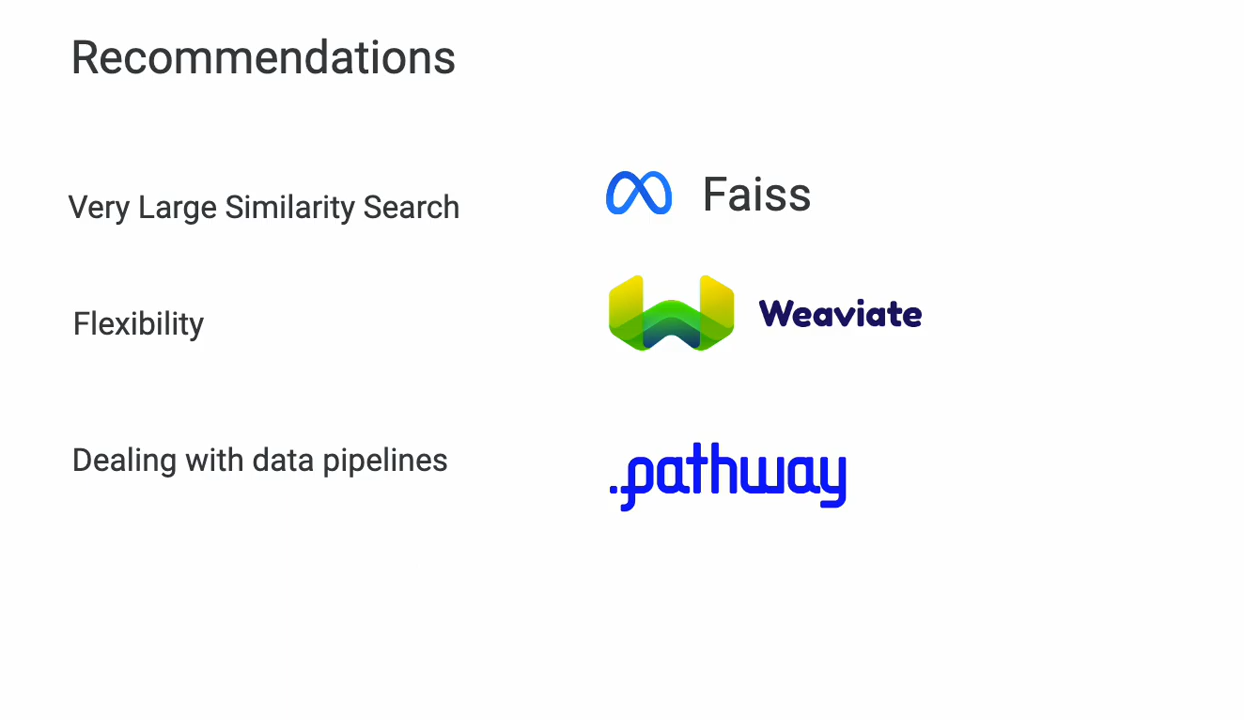 Recommendations
Very Large Similarity Search
Faiss
Flexibility
Weaviate
Dealing with data pipelines
.pathway